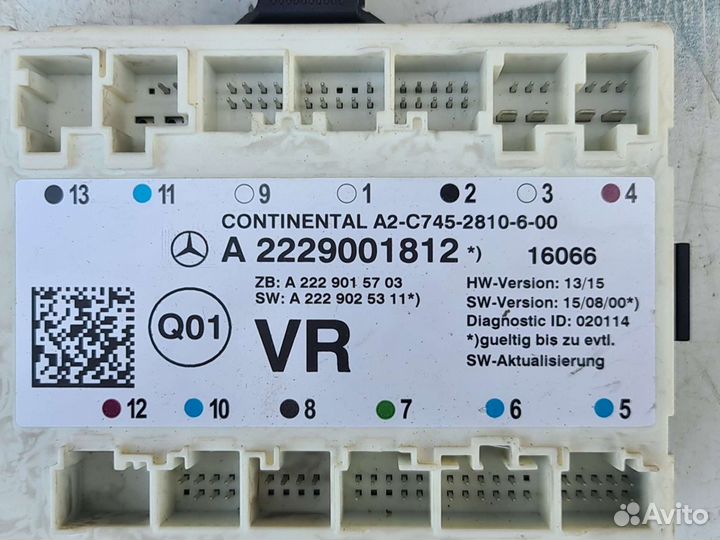 13 11 9 1 2 3 4
CONTINENTAL A2-C745-2810-6-00
A 2229001812 *) 16066
ZB: A 222 901 57 03
SW: A 222 902 53 11*)
HW-Version: 13/15
SW-Version: 15/08/00*)
Diagnostic ID: 020114
*)gueltig bis zu evtl.
SW-Aktualisierung
Q01
VR
12 10 8 7 6 5
Avito